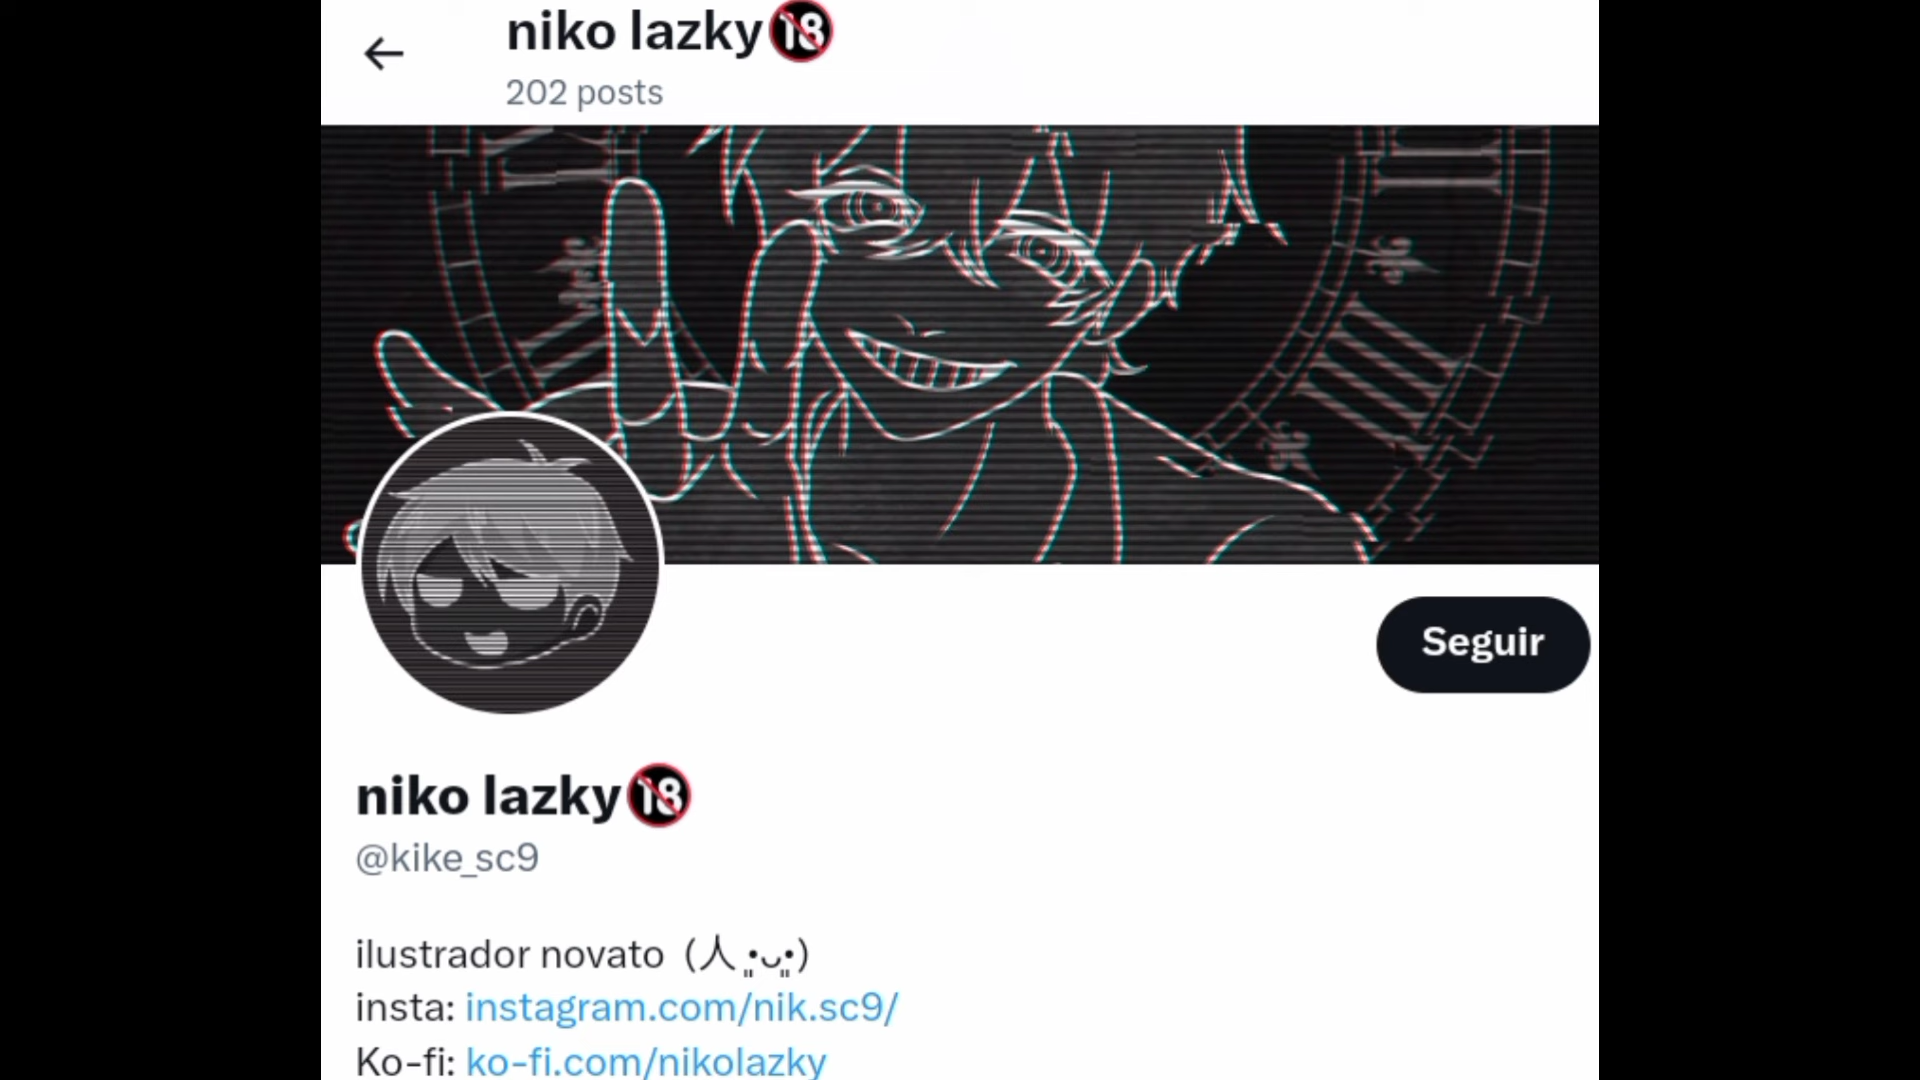 niko lazky🔞
202 posts
Seguir
niko lazky🔞
@kike_sc9
ilustrador novato (人 •͈ᴗ•͈)
insta: instagram.com/nik.sc9/
Ko-fi: ko-fi.com/nikolazky